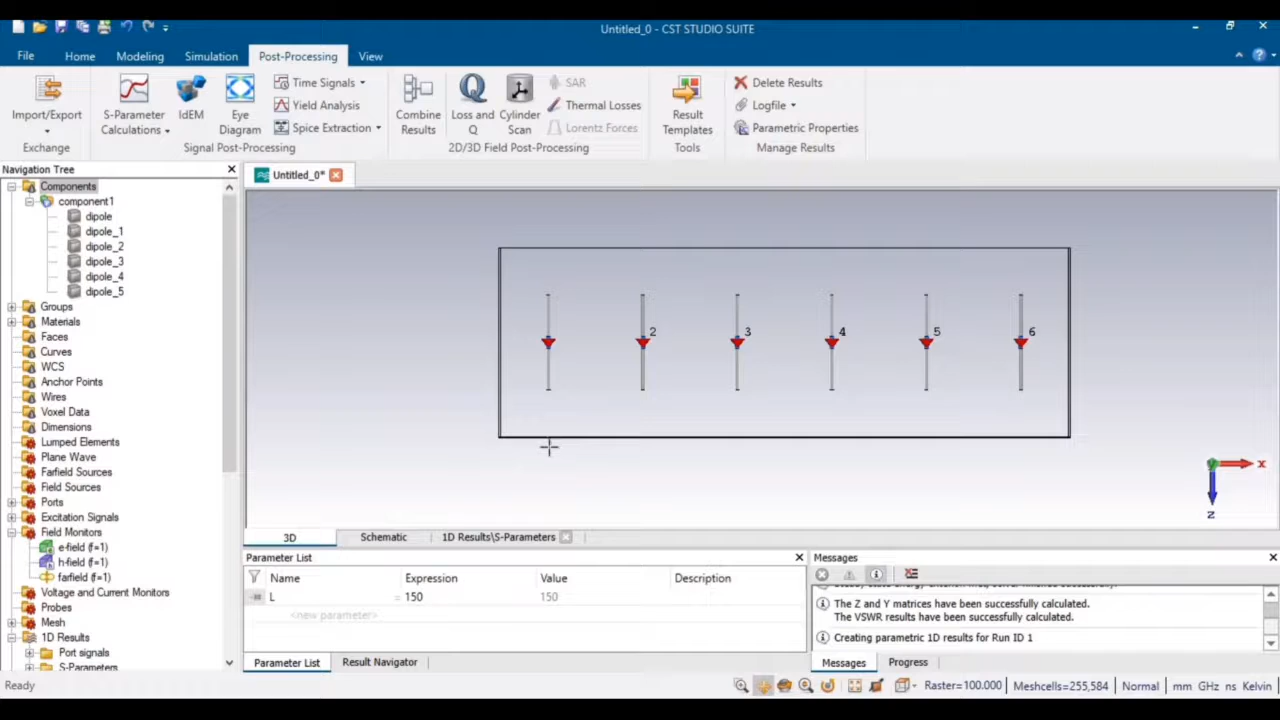 Untitled_0 - CST STUDIO SUITE
File Home Modeling Simulation Post-Processing View
Import/Export
Exchange
S-Parameter
Calculations
IdEM
Eye
Diagram
Time Signals
Yield Analysis
Spice Extraction
Signal Post-Processing
Combine
Results
Loss and
Q
Cylinder
Scan
SAR
Thermal Losses
Lorentz Forces
2D/3D Field Post-Processing
Result
Templates
Tools
Delete Results
Logfile
Parametric Properties
Manage Results
Navigation Tree
Components
component1
dipole
dipole_1
dipole_2
dipole_3
dipole_4
dipole_5
Groups
Materials
Faces
Curves
WCS
Anchor Points
Wires
Voxel Data
Dimensions
Lumped Elements
Plane Wave
Farfield Sources
Field Sources
Ports
Excitation Signals
Field Monitors
e-field (f=1)
h-field (f=1)
farfield (f=1)
Voltage and Current Monitors
Probes
Mesh
1D Results
Port signals
S-Parameters
Untitled_0*
2 3 4 5 6
x
y
z
3D Schematic 1D Results\S-Parameters
Parameter List
Name Expression Value Description
L = 150 150
<new parameter>
Parameter List Result Navigator
Messages
The Z and Y matrices have been successfully calculated.
The VSWR results have been successfully calculated.
Creating parametric 1D results for Run ID 1
Messages Progress
Ready
Raster=100.000 Meshcells=255,584 Normal mm GHz ns Kelvin